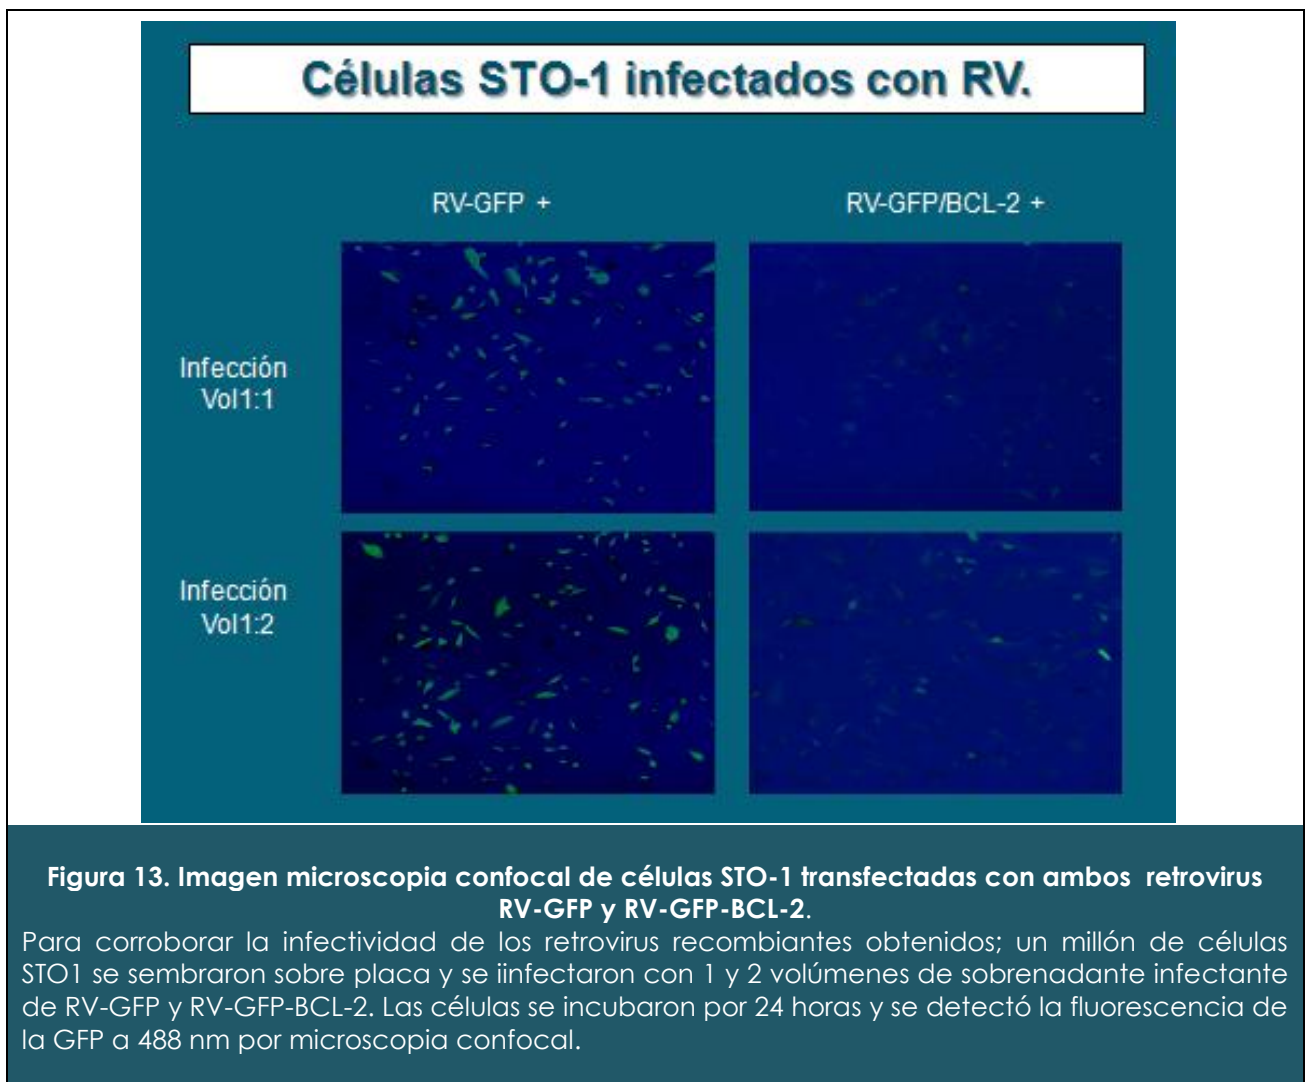 Células STO-1 infectados con RV.
RV-GFP +
RV-GFP/BCL-2 +
Infección
Vol1:1
Infección
Vol1:2
Figura 13. Imagen microscopia confocal de células STO-1 transfectadas con ambos retrovirus
RV-GFP y RV-GFP-BCL-2.
Para corroborar la infectividad de los retrovirus recombiantes obtenidos; un millón de células
STO1 se sembraron sobre placa y se iinfectaron con 1 y 2 volúmenes de sobrenadante infectante
de RV-GFP y RV-GFP-BCL-2. Las células se incubaron por 24 horas y se detectó la fluorescencia de
la GFP a 488 nm por microscopia confocal.